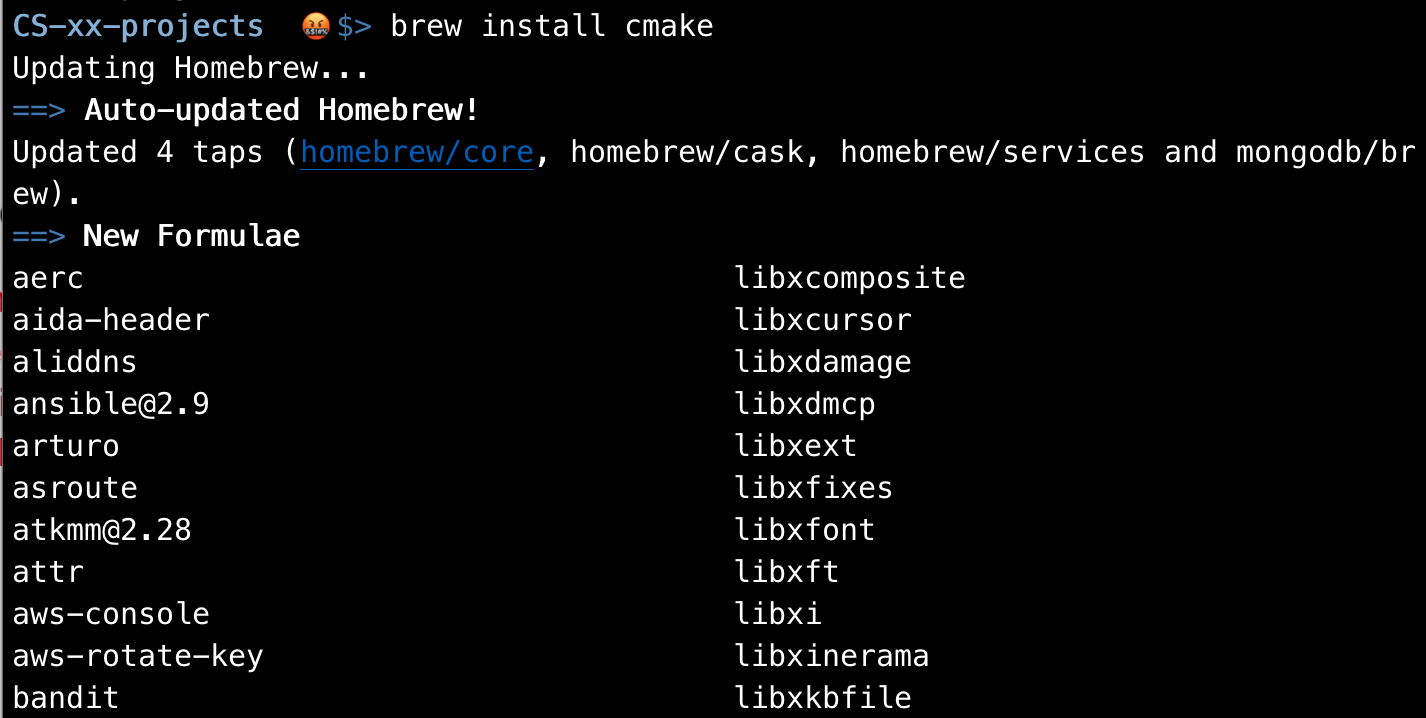 CS-xx-projects 🤬$> brew install cmake
Updating Homebrew...
==> Auto-updated Homebrew!
Updated 4 taps (homebrew/core, homebrew/cask, homebrew/services and mongodb/br
ew).
==> New Formulae
aerc libxcomposite
aida-header libxcursor
aliddns libxdamage
ansible@2.9 libxdmcp
arturo libxext
asroute libxfixes
atkmm@2.28 libxfont
attr libxft
aws-console libxi
aws-rotate-key libxinerama
bandit libxkbfile